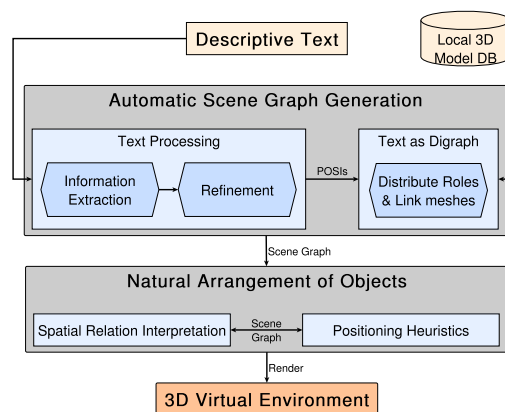 Descriptive Text
Local 3D
Model DB
Automatic Scene Graph Generation
Text Processing
Text as Digraph
Information
Extraction
Refinement
POSIs
Distribute Roles
& Link meshes
Scene Graph
Natural Arrangement of Objects
Spatial Relation Interpretation
Scene
Graph
Positioning Heuristics
Render
3D Virtual Environment